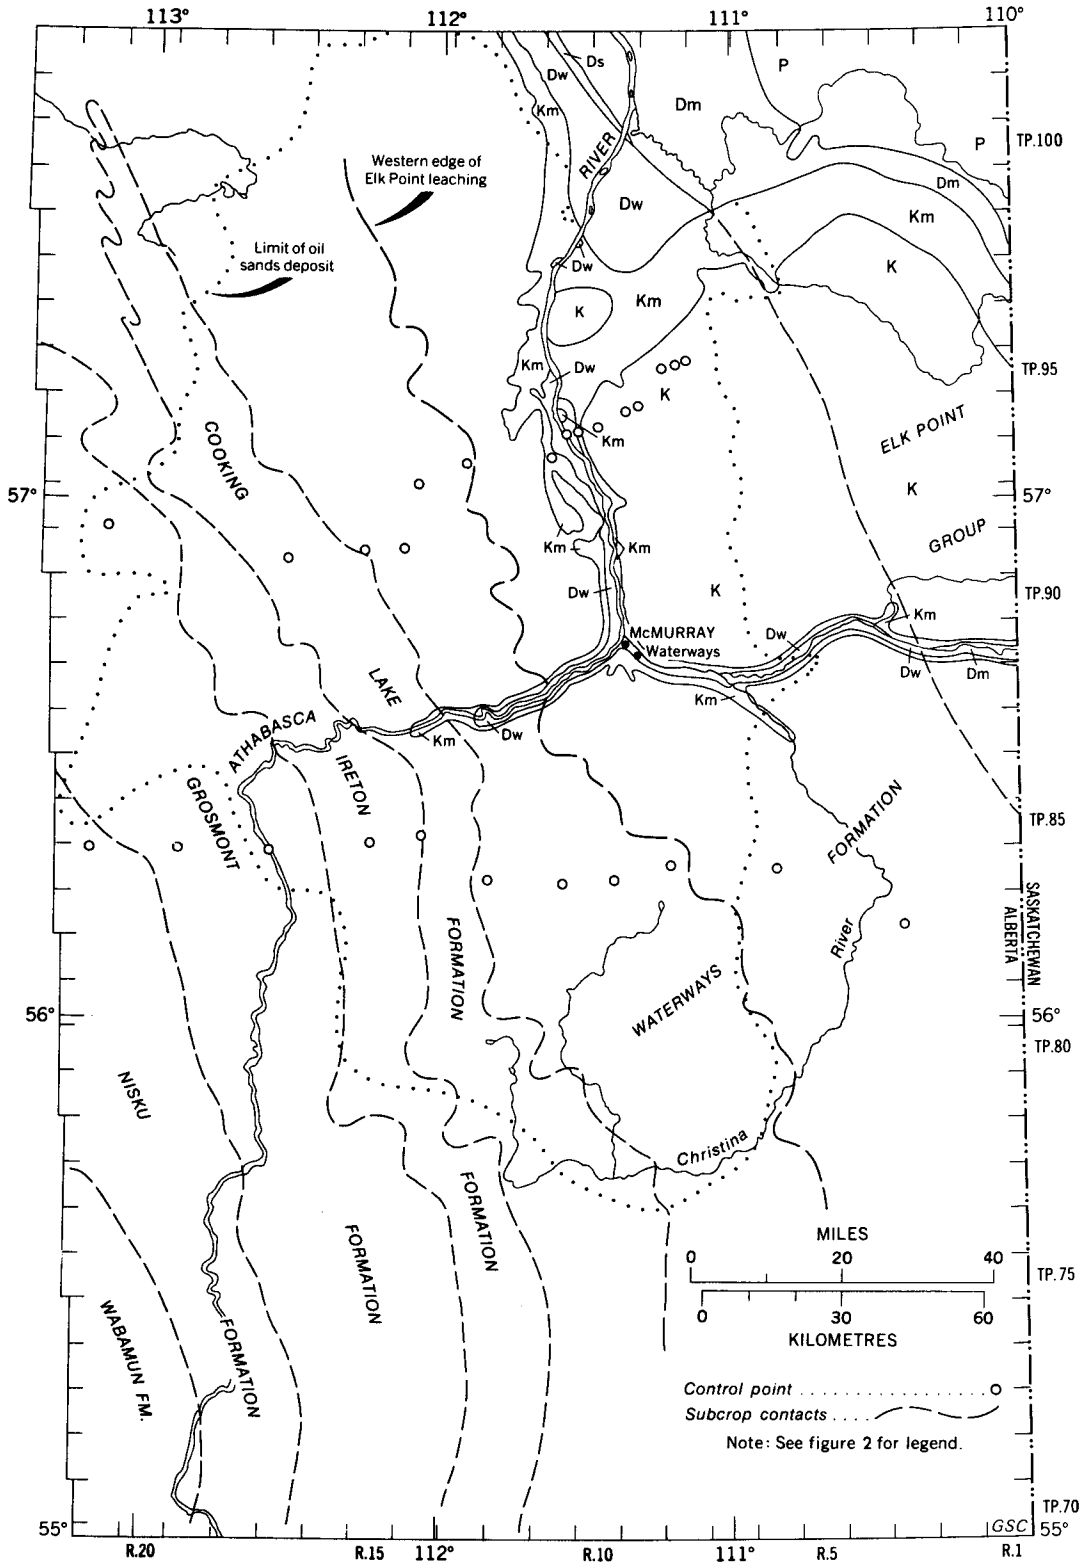 113° 112° 111° 110°
Ds
P
Dw
Dm
Km
TP.100
P
RIVER
Western edge of
Elk Point leaching
Dm
Dw
Km
Limit of oil
sands deposit
Dw
K
Km
K
Km
Dw
TP.95
K
COOKING
Km
ELK POINT
57°
K
57°
GROUP
Km
Km
Dw
K
TP.90
Km
McMURRAY
Waterways
Dw
LAKE
Dw
Dm
Km
ATHABASCA
Km
Dw
IRETON
GROSMONT
FORMATION
TP.85
SASKATCHEWAN
ALBERTA
FORMATION
River
WATERWAYS
56°
56°
TP.80
NISKU
Christina
FORMATION
FORMATION
MILES
0 20 40
TP.75
0 30 60
KILOMETRES
WABAMUN FM.
FORMATION
Control point
Subcrop contacts
Note: See figure 2 for legend.
TP.70
55°
GSC
55°
R.20 R.15 112° R.10 111° R.5 R.1